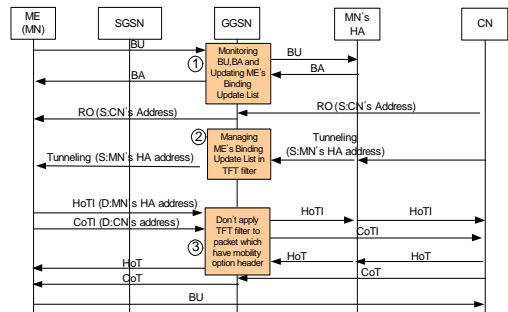 ME
(MN)
SGSN
GGSN
MN's
HA
CN
BU
①
Monitoring
BU,BA and
Updating ME's
Binding
Update List
BU
BA
BA
RO (S:CN's Address)
RO (S:CN's Address)
②
Managing
ME's Binding
Update List in
TFT filter
Tunneling
(S:MN's HA address)
Tunneling (S:MN's HA address)
HoTI (D:MN's HA address)
CoTI (D:CN's address)
③
Don't apply
TFT filter to
packet which
have mobility
option header
HoTI
HoTI
CoTI
HoT
HoT
HoT
CoT
CoT
BU